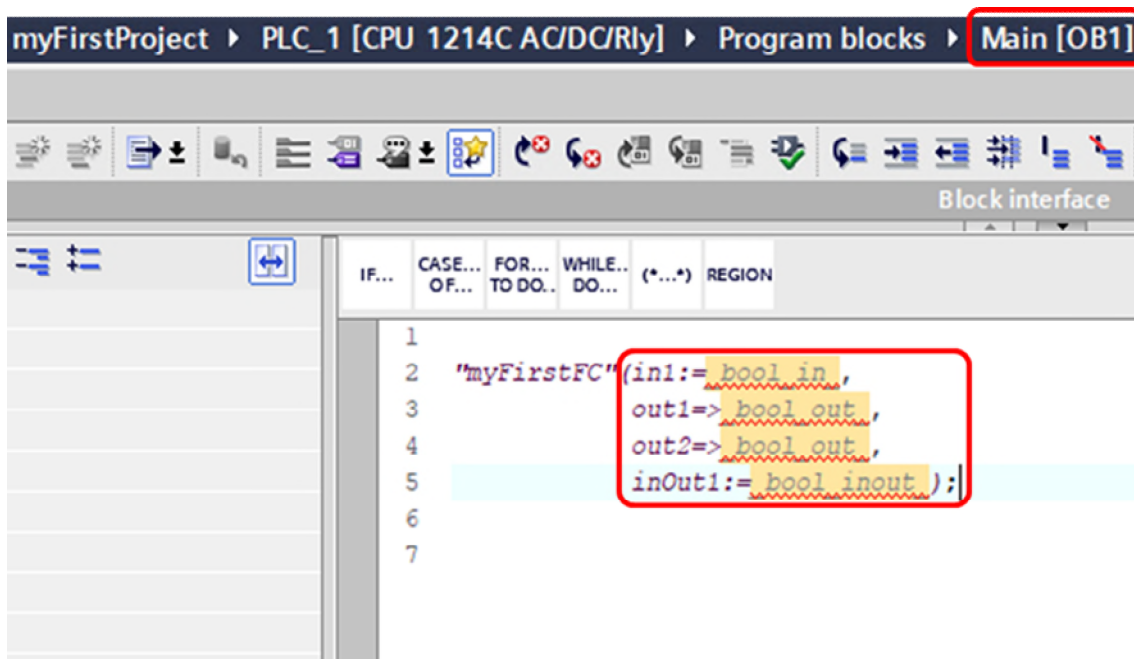 myFirstProject ▸ PLC_1 [CPU 1214C AC/DC/Rly] ▸ Program blocks ▸ Main [OB1]
Block interface
IF... CASE... OF... FOR... TO DO.. WHILE.. DO... (*...*) REGION
1
2 "myFirstFC"(in1:=_bool_in_,
3 out1=>_bool_out_,
4 out2=>_bool_out_,
5 inOut1:=_bool_inout_);
6
7